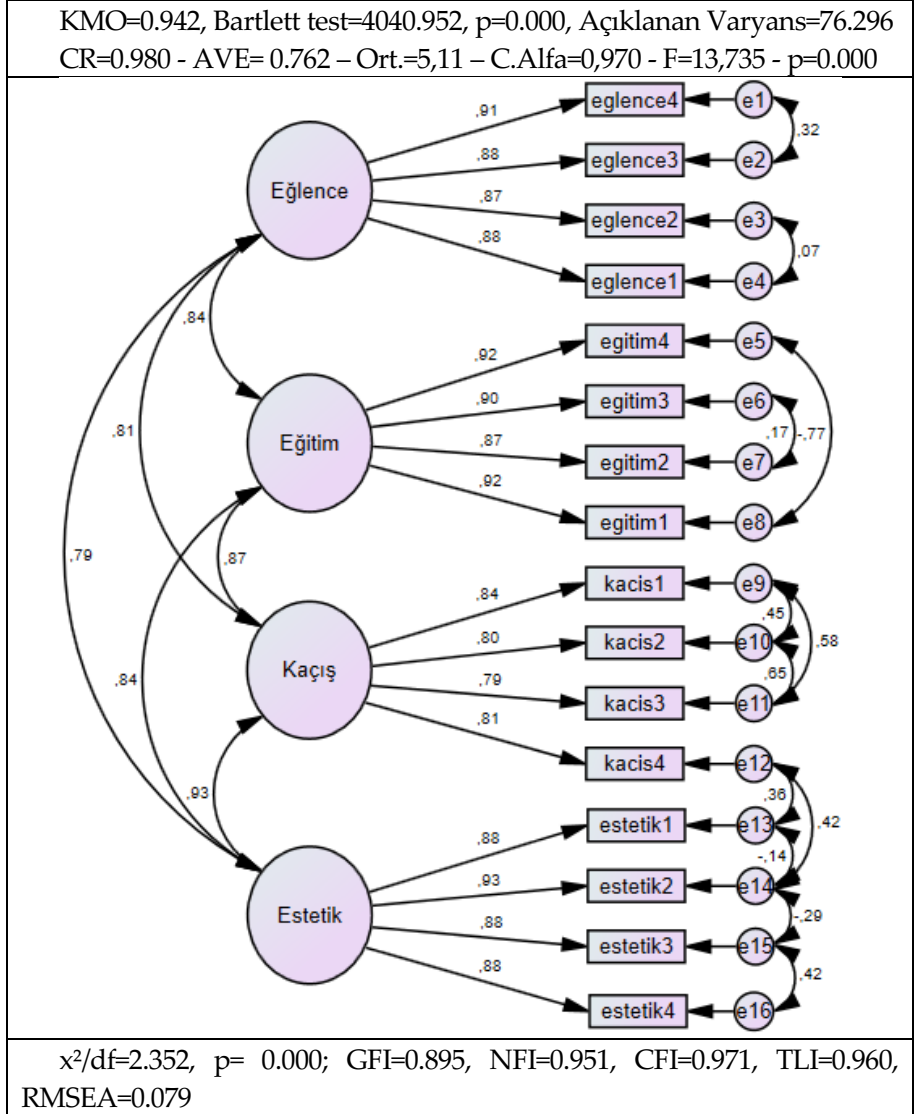 KMO=0.942, Bartlett test=4040.952, p=0.000, Açıklanan Varyans=76.296
CR=0.980 - AVE= 0.762 – Ort.=5,11 – C.Alfa=0,970 - F=13,735 - p=0.000
,91
eglence4
e1
,32
,88
eglence3
e2
Eğlence
,87
eglence2
e3
,07
,88
eglence1
e4
,84
,92
egitim4
e5
,90
egitim3
e6
,81
Eğitim
,17
-,77
,87
egitim2
e7
,92
egitim1
e8
,79
,87
,84
kacis1
e9
,45
,80
kacis2
e10
,58
Kaçış
,65
,84
,79
kacis3
e11
,81
kacis4
e12
,93
,36
,42
,88
estetik1
e13
-,14
,93
estetik2
e14
Estetik
-,29
,88
estetik3
e15
,42
,88
estetik4
e16
x²/df=2.352, p= 0.000; GFI=0.895, NFI=0.951, CFI=0.971, TLI=0.960,
RMSEA=0.079